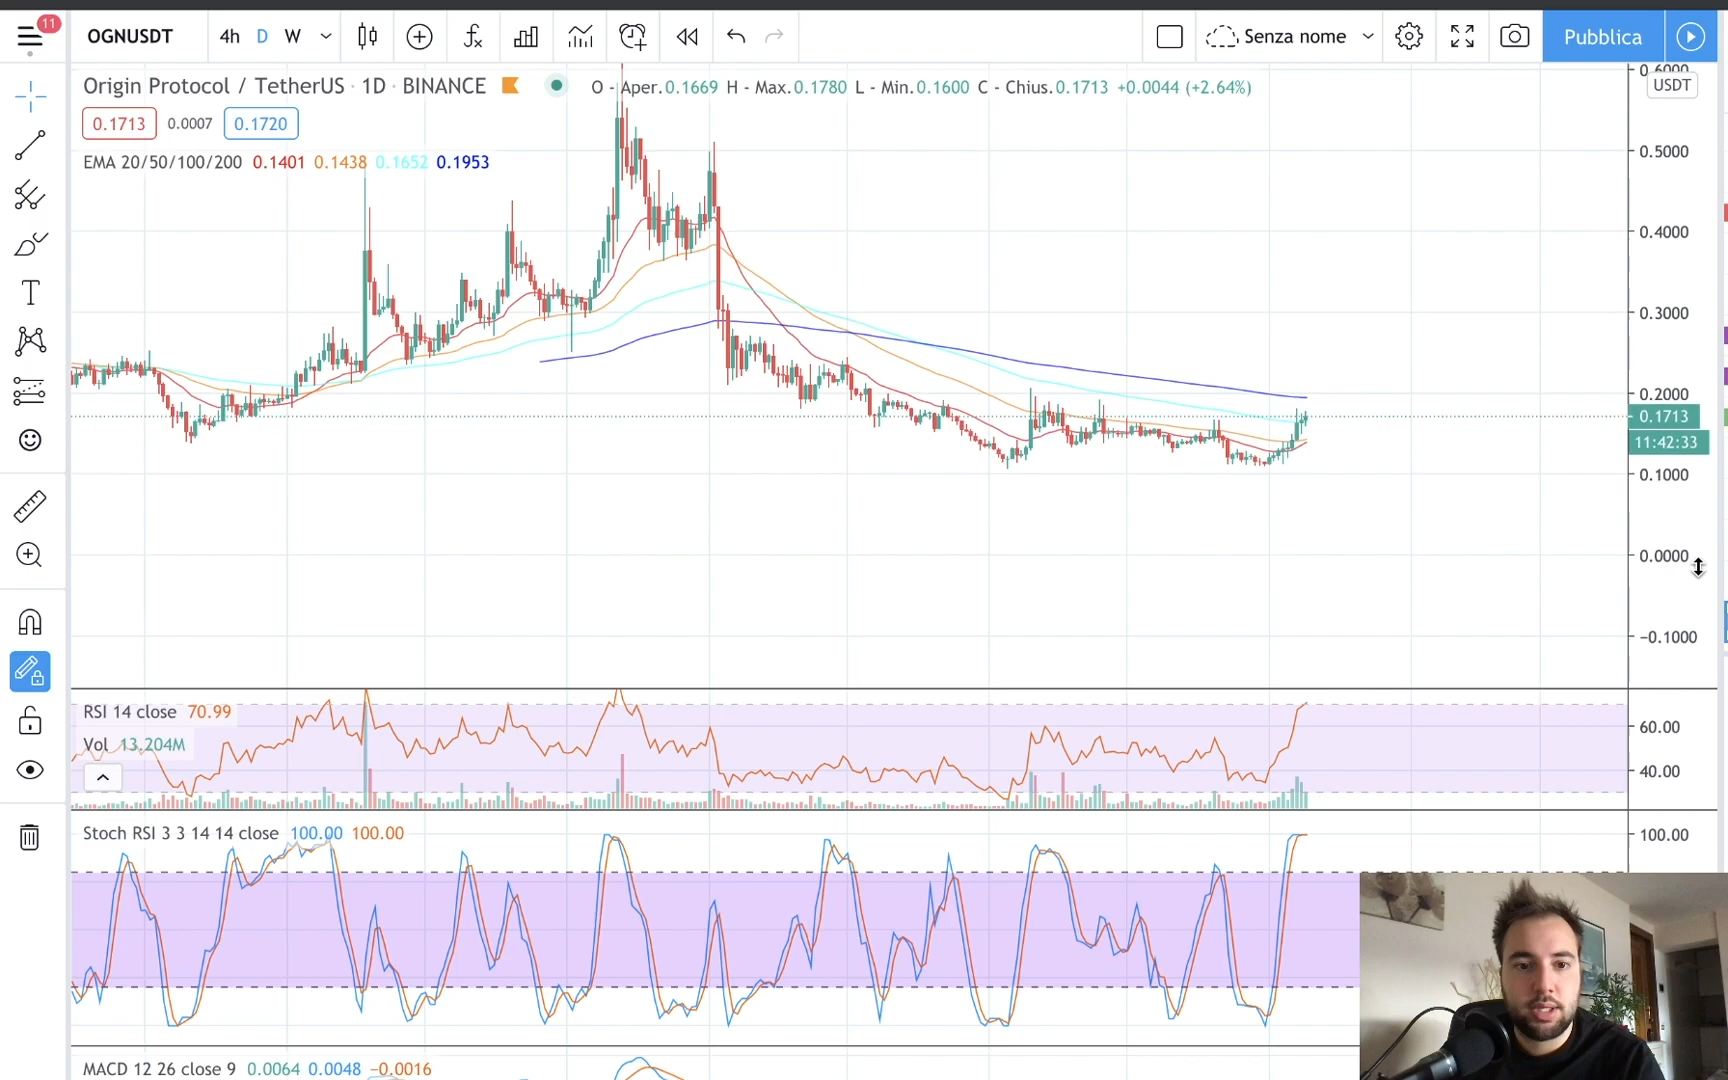 11
OGNUSDT
4h D W
Senza nome
Pubblica
Origin Protocol / TetherUS · 1D · BINANCE
O - Aper.0.1669 H - Max.0.1780 L - Min.0.1600 C - Chius.0.1713 +0.0044 (+2.64%)
0.1713 0.0007 0.1720
EMA 20/50/100/200 0.1401 0.1438 0.1652 0.1953
0.6000
USDT
0.5000
0.4000
0.3000
0.2000
0.1713
11:42:33
0.1000
0.0000
−0.1000
RSI 14 close 70.99
Vol 13.204M
60.00
40.00
Stoch RSI 3 3 14 14 close 100.00 100.00
100.00
MACD 12 26 close 9 0.0064 0.0048 −0.0016